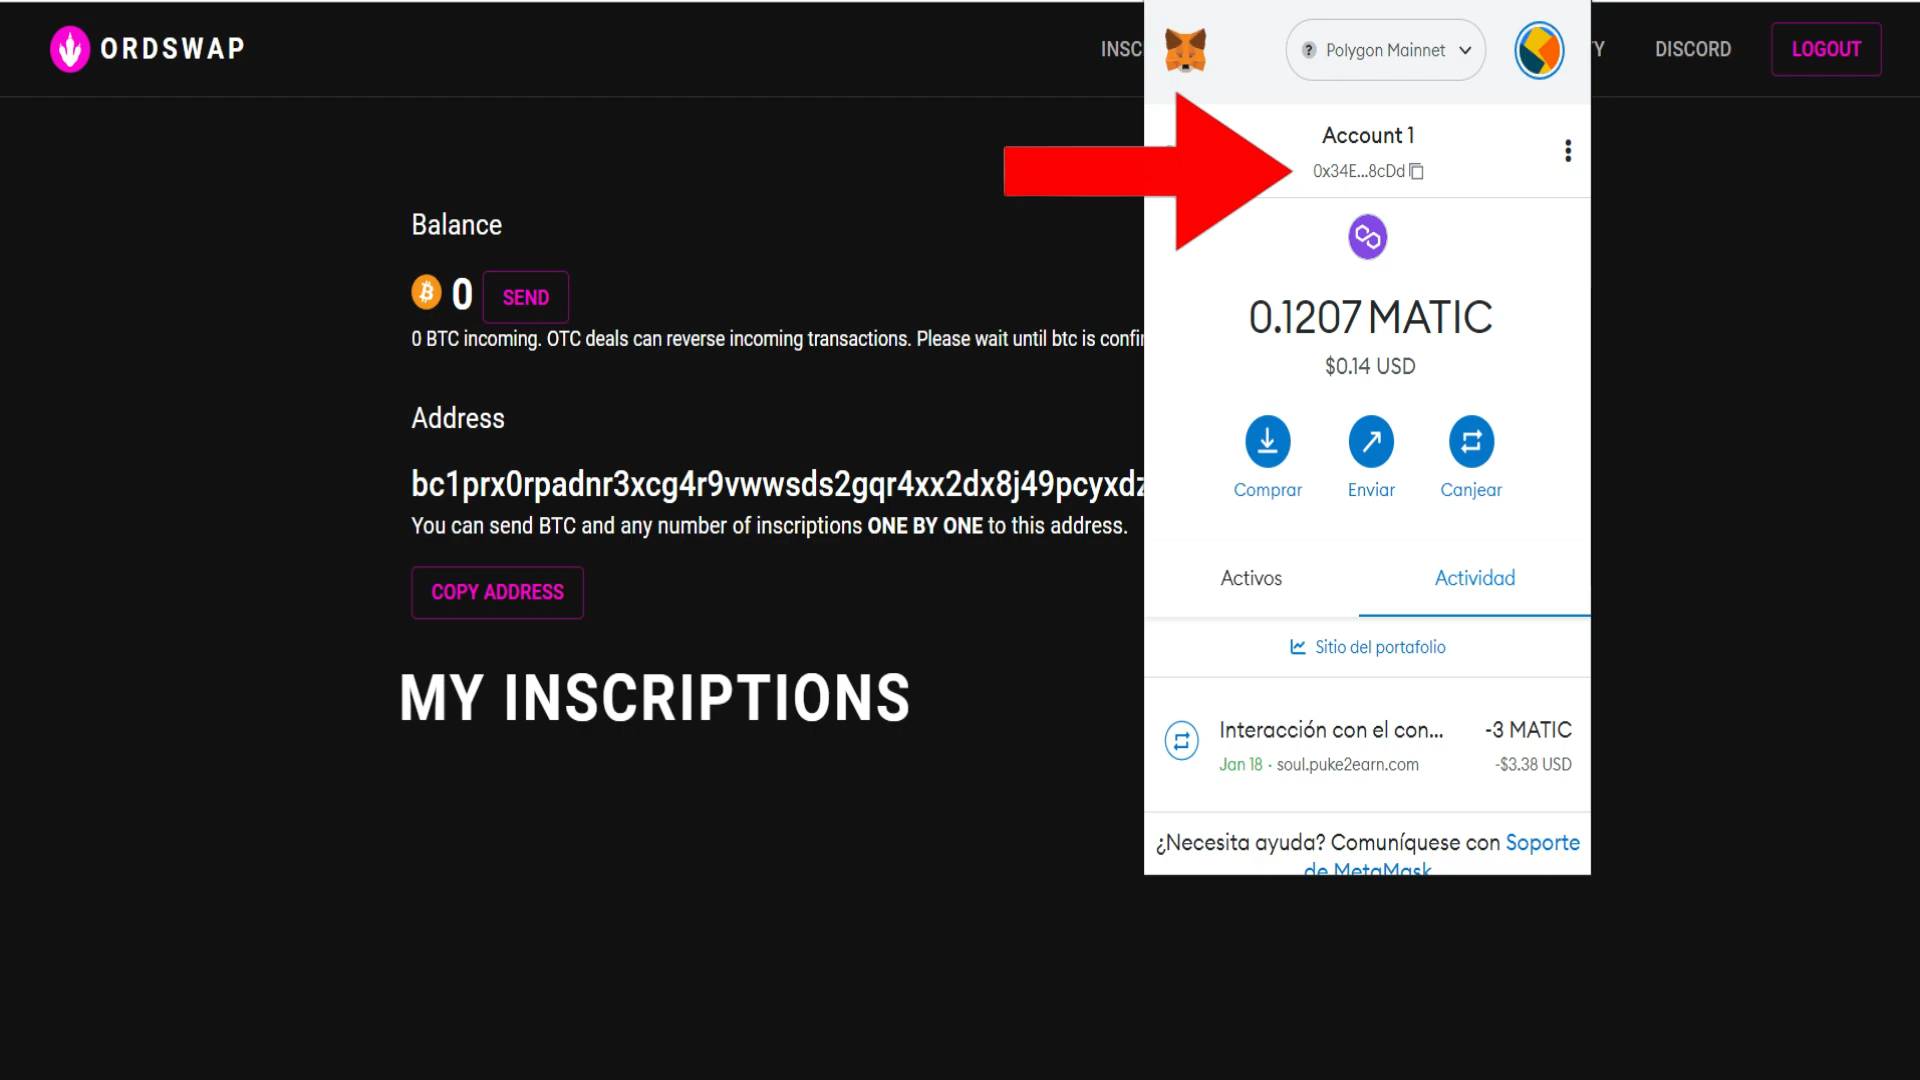 ORDSWAP
INSC
Y
DISCORD
LOGOUT
Balance
0
SEND
0 BTC incoming. OTC deals can reverse incoming transactions. Please wait until btc is confi
Address
bc1prx0rpadnr3xcg4r9vwwsds2gqr4xx2dx8j49pcyxdz
You can send BTC and any number of inscriptions ONE BY ONE to this address.
COPY ADDRESS
MY INSCRIPTIONS
Polygon Mainnet
Account 1
0x34E...8cDd
0.1207 MATIC
$0.14 USD
Comprar
Enviar
Canjear
Activos
Actividad
Sitio del portafolio
Interacción con el con... -3 MATIC
Jan 18 · soul.puke2earn.com -$3.38 USD
¿Necesita ayuda? Comuníquese con Soporte
de MetaMask